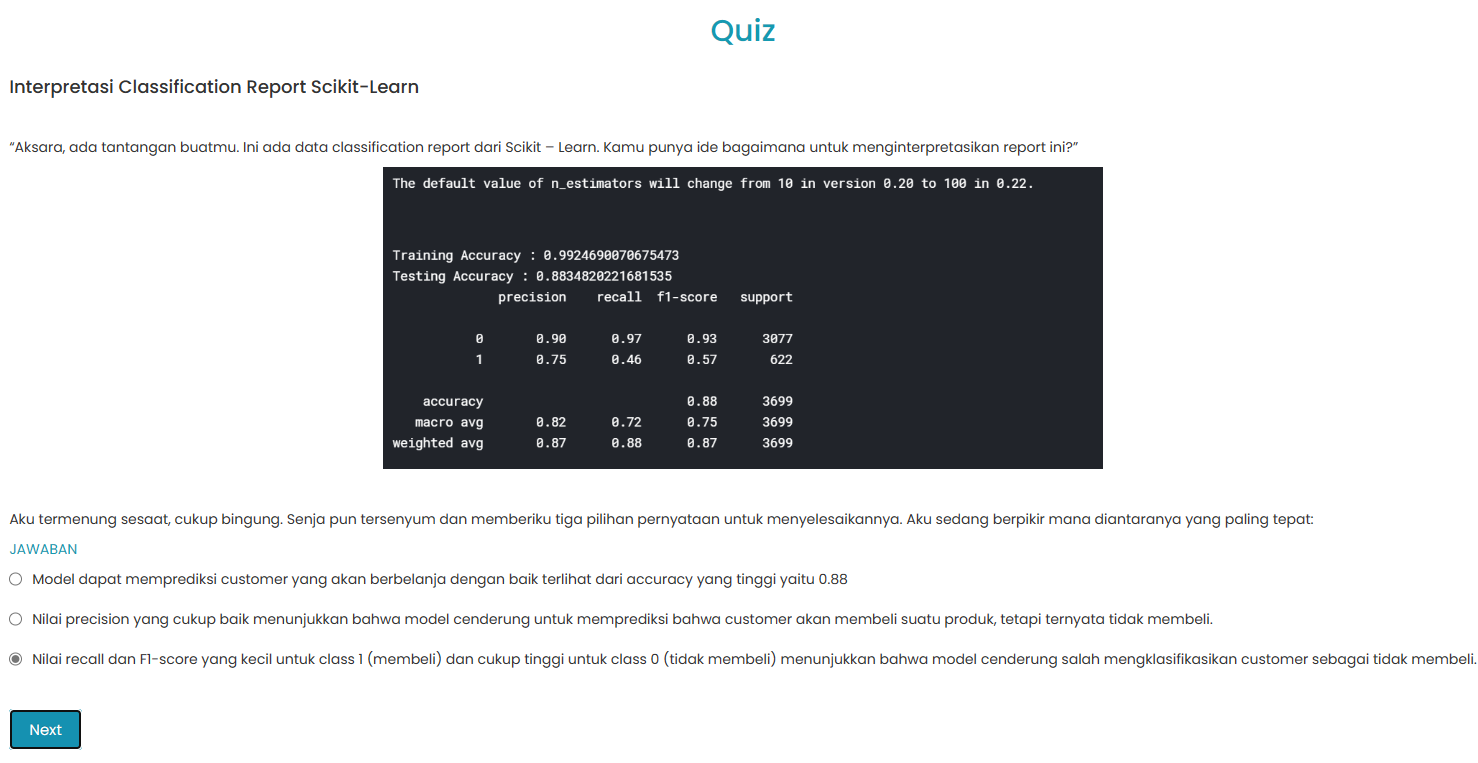 Quiz
Interpretasi Classification Report Scikit-Learn
“Aksara, ada tantangan buatmu. Ini ada data classification report dari Scikit – Learn. Kamu punya ide bagaimana untuk menginterpretasikan report ini?”
The default value of n_estimators will change from 10 in version 0.20 to 100 in 0.22.
Training Accuracy : 0.9924690070675473
Testing Accuracy : 0.8834820221681535
precision recall f1-score support
0 0.90 0.97 0.93 3077
1 0.75 0.46 0.57 622
accuracy 0.88 3699
macro avg 0.82 0.72 0.75 3699
weighted avg 0.87 0.88 0.87 3699
Aku termenung sesaat, cukup bingung. Senja pun tersenyum dan memberiku tiga pilihan pernyataan untuk menyelesaikannya. Aku sedang berpikir mana diantaranya yang paling tepat:
JAWABAN
Model dapat memprediksi customer yang akan berbelanja dengan baik terlihat dari accuracy yang tinggi yaitu 0.88
Nilai precision yang cukup baik menunjukkan bahwa model cenderung untuk memprediksi bahwa customer akan membeli suatu produk, tetapi ternyata tidak membeli.
Nilai recall dan F1-score yang kecil untuk class 1 (membeli) dan cukup tinggi untuk class 0 (tidak membeli) menunjukkan bahwa model cenderung salah mengklasifikasikan customer sebagai tidak membeli.
Next